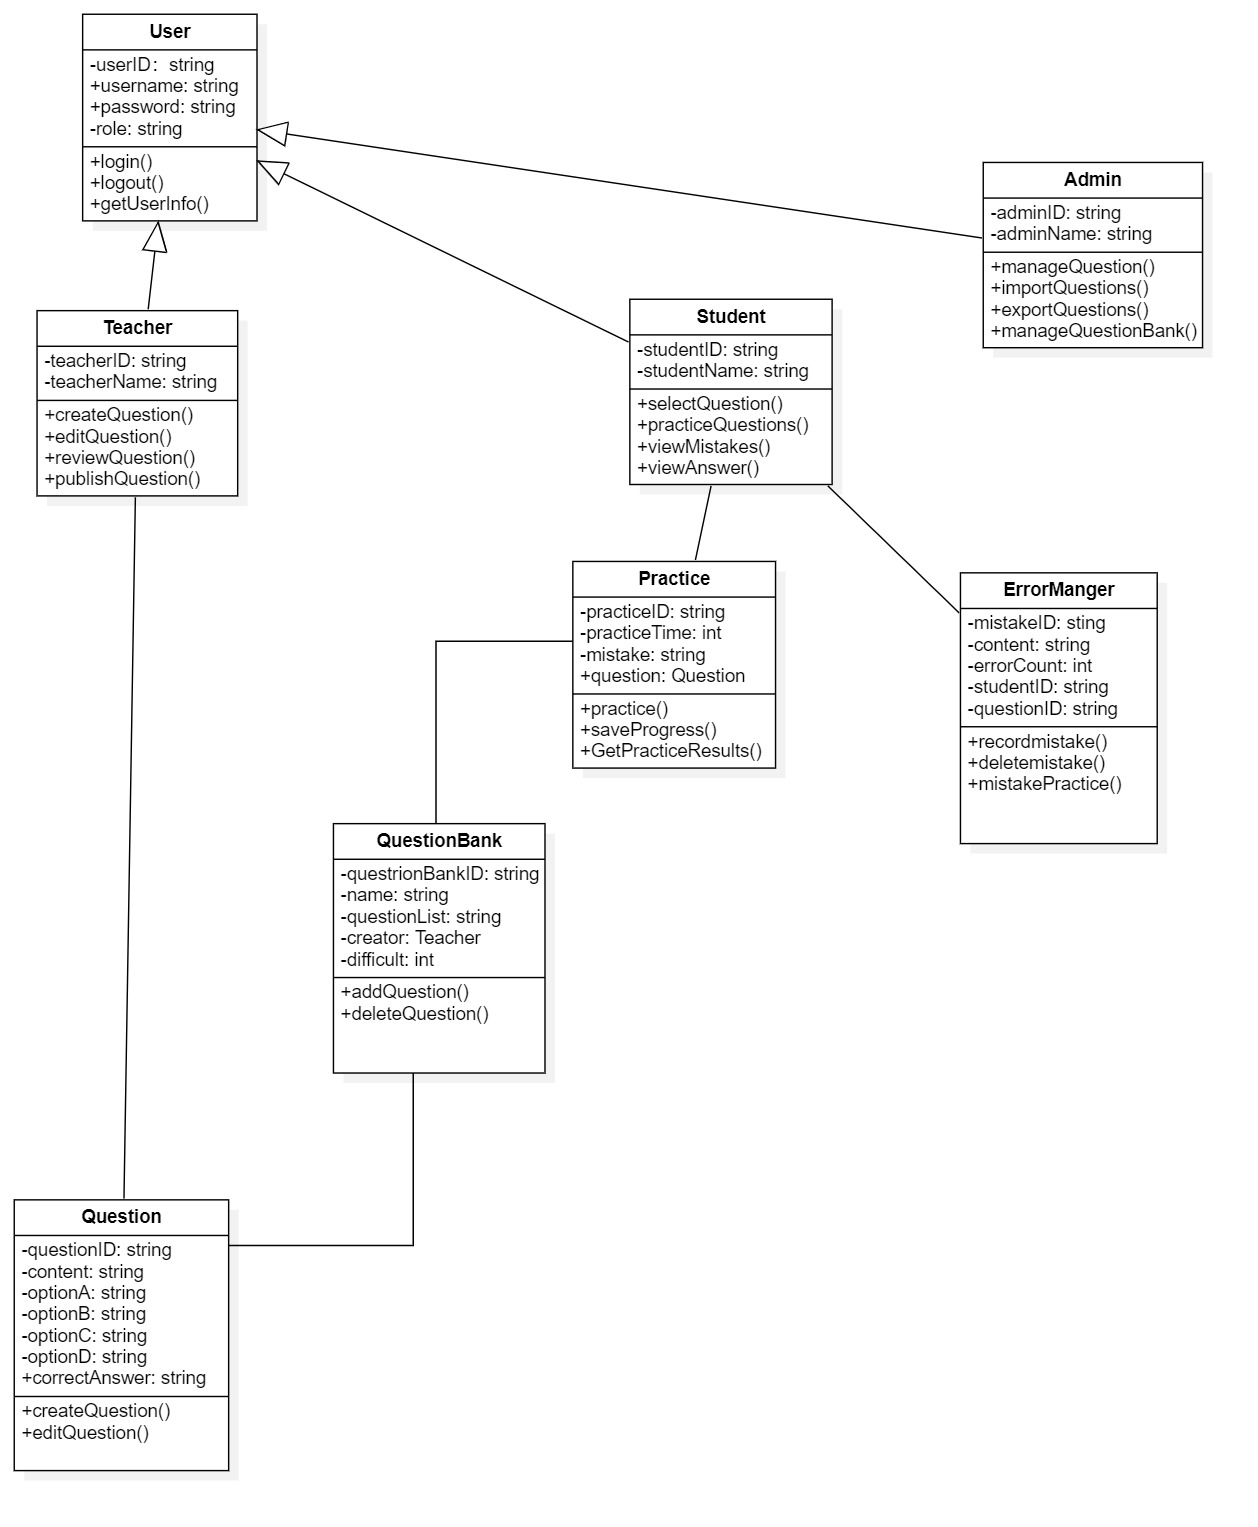 User
-userID： string
+username: string
+password: string
-role: string
+login()
+logout()
+getUserInfo()
Admin
-adminID: string
-adminName: string
+manageQuestion()
+importQuestions()
+exportQuestions()
+manageQuestionBank()
Teacher
-teacherID: string
-teacherName: string
+createQuestion()
+editQuestion()
+reviewQuestion()
+publishQuestion()
Student
-studentID: string
-studentName: string
+selectQuestion()
+practiceQuestions()
+viewMistakes()
+viewAnswer()
Practice
-practiceID: string
-practiceTime: int
-mistake: string
+question: Question
+practice()
+saveProgress()
+GetPracticeResults()
ErrorManger
-mistakeID: sting
-content: string
-errorCount: int
-studentID: string
-questionID: string
+recordmistake()
+deletemistake()
+mistakePractice()
QuestionBank
-questrionBankID: string
-name: string
-questionList: string
-creator: Teacher
-difficult: int
+addQuestion()
+deleteQuestion()
Question
-questionID: string
-content: string
-optionA: string
-optionB: string
-optionC: string
-optionD: string
+correctAnswer: string
+createQuestion()
+editQuestion()